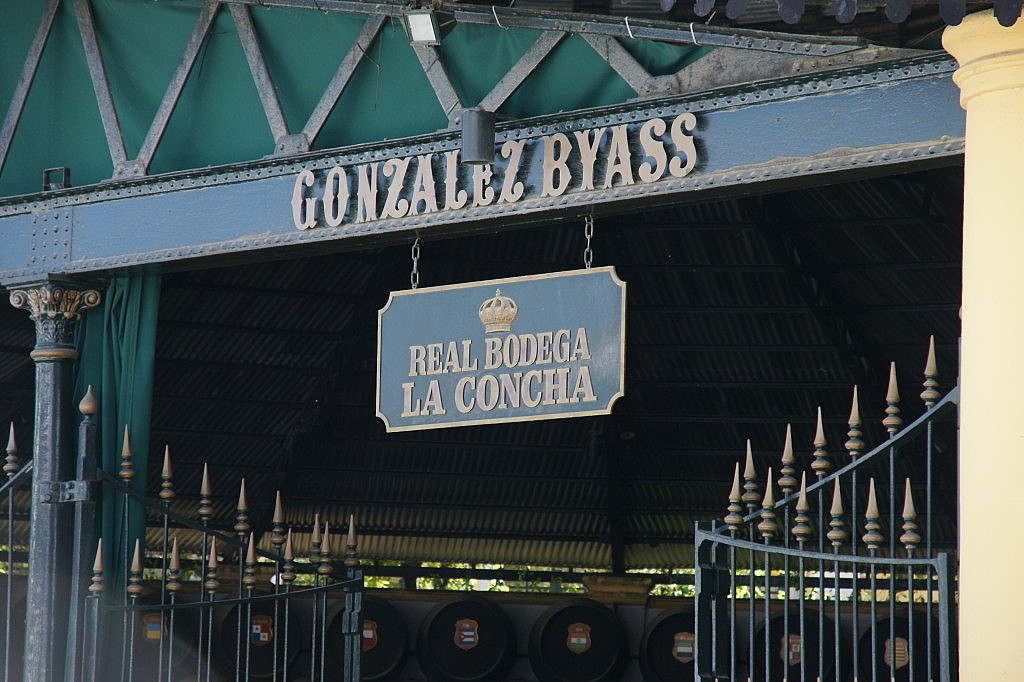 GONZALEZ BYASS
REAL BODEGA
LA CONCHA